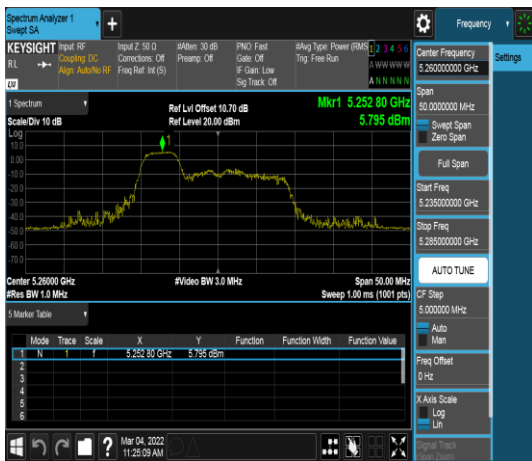 Spectrum Analyzer 1
Swept SA
Frequency
KEYSIGHT
RL
Input: RF
Coupling: DC
Align: Auto/No RF
Input Z: 50 Ω
Corrections: Off
Freq Ref: Int (S)
#Atten: 30 dB
Preamp: Off
PNO: Fast
Gate: Off
IF Gain: Low
Sig Track: Off
#Avg Type: Power (RMS
Trig: Free Run
1 2 3 4 5 6
A W W W W W
A N N N N N
1 Spectrum
Scale/Div 10 dB
Ref Lvl Offset 10.70 dB
Ref Level 20.00 dBm
Mkr1 5.252 80 GHz
5.795 dBm
Log
10.0
0.00
-10.0
-20.0
-30.0
-40.0
-50.0
-60.0
-70.0
1
Center 5.26000 GHz
#Res BW 1.0 MHz
#Video BW 3.0 MHz
Span 50.00 MHz
Sweep 1.00 ms (1001 pts)
5 Marker Table
Mode Trace Scale X Y Function Function Width Function Value
1 N 1 f 5.252 80 GHz 5.795 dBm
2
3
4
5
6
Mar 04, 2022
11:25:09 AM
Center Frequency
5.260000000 GHz
Settings
Span
50.0000000 MHz
Swept Span
Zero Span
Full Span
Start Freq
5.235000000 GHz
Stop Freq
5.285000000 GHz
AUTO TUNE
CF Step
5.000000 MHz
Auto
Man
Freq Offset
0 Hz
X Axis Scale
Log
Lin
Signal Track
(Span Zoom)